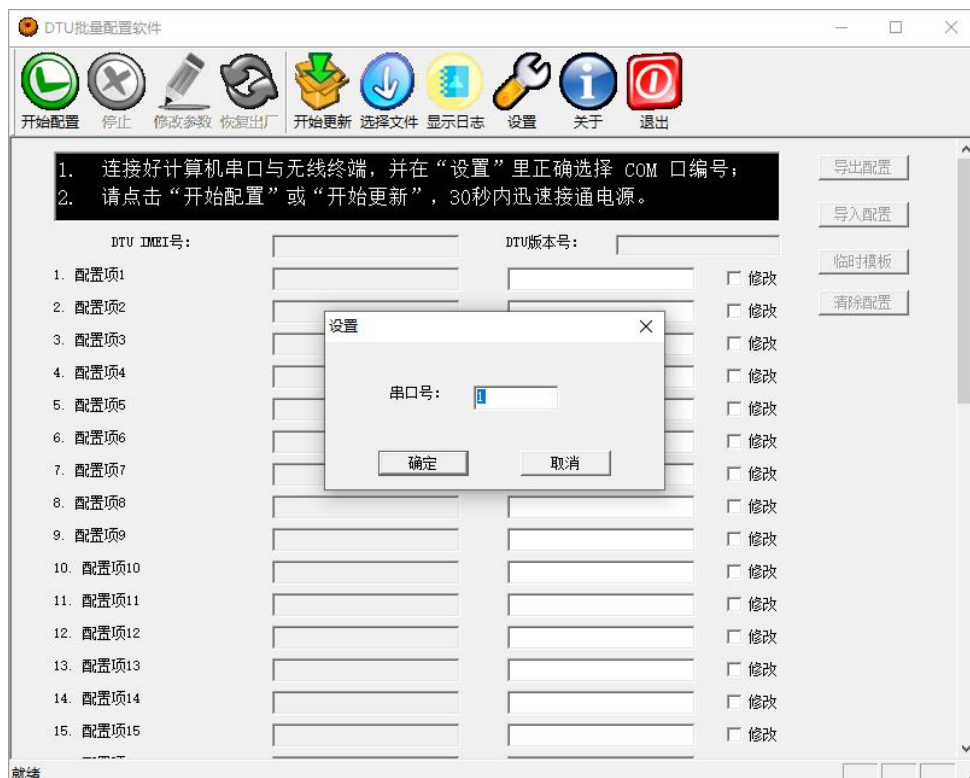 DTU批量配置软件
开始配置 停止 修改参数 恢复出厂 开始更新 选择文件 显示日志 设置 关于 退出
1. 连接好计算机串口与无线终端，并在“设置”里正确选择 COM 口编号；
2. 请点击“开始配置”或“开始更新”，30秒内迅速接通电源。
导出配置
导入配置
临时模板
清除配置
DTU IMEI号： DTU版本号：
1. 配置项1 修改
2. 配置项2 修改
3. 配置项3 修改
4. 配置项4 修改
5. 配置项5 修改
6. 配置项6 修改
7. 配置项7 修改
8. 配置项8 修改
9. 配置项9 修改
10. 配置项10 修改
11. 配置项11 修改
12. 配置项12 修改
13. 配置项13 修改
14. 配置项14 修改
15. 配置项15 修改
设置
串口号： 1
确定 取消
就绪